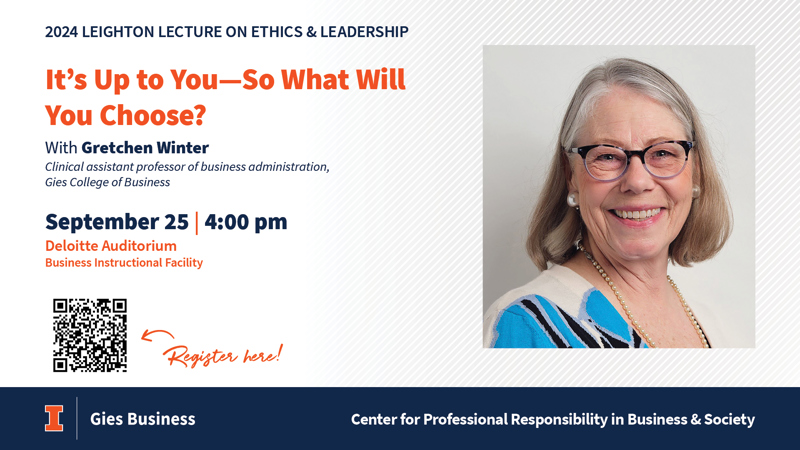 2024 LEIGHTON LECTURE ON ETHICS & LEADERSHIP
It's Up to You—So What Will
You Choose?
With Gretchen Winter
Clinical assistant professor of business administration,
Gies College of Business
September 25 | 4:00 pm
Deloitte Auditorium
Business Instructional Facility
Register here!
I
Gies Business
Center for Professional Responsibility in Business & Society